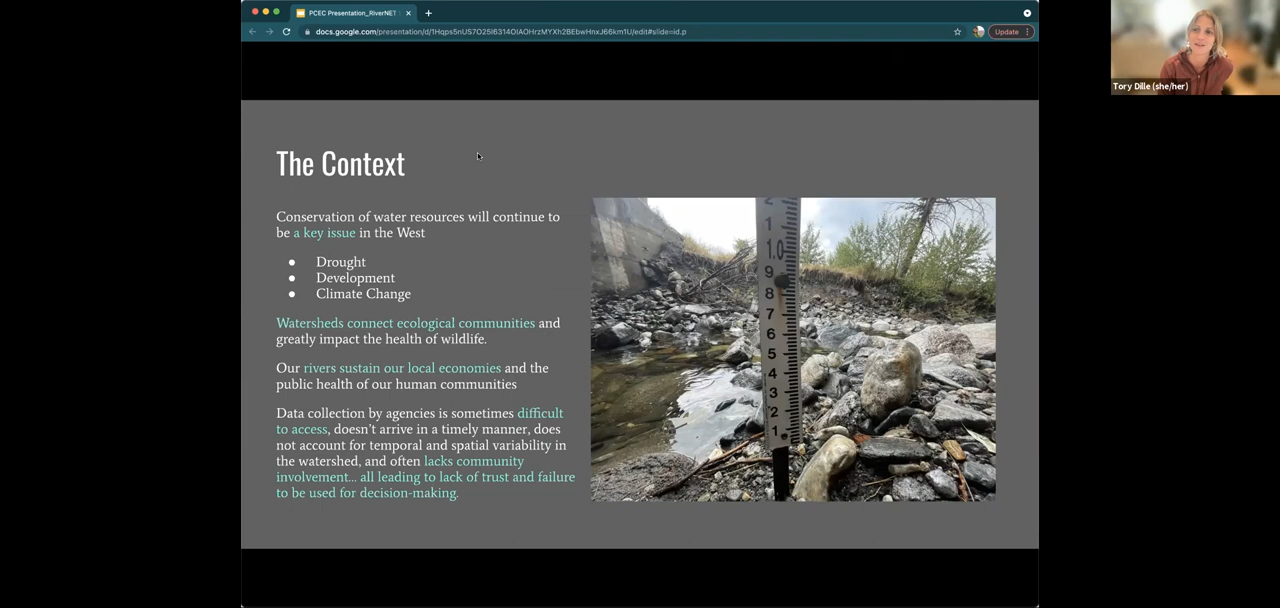 PCEC Presentation_RiverNET
docs.google.com/presentation/d/1Hqps5nUS7O25I6314OIAOHrzMYXh2BEbwHnxJ66km1U/edit#slide=id.p
Update
Tory Dille (she/her)
The Context
Conservation of water resources will continue to
be a key issue in the West
● Drought
● Development
● Climate Change
Watersheds connect ecological communities and
greatly impact the health of wildlife.
Our rivers sustain our local economies and the
public health of our human communities
Data collection by agencies is sometimes difficult
to access, doesn't arrive in a timely manner, does
not account for temporal and spatial variability in
the watershed, and often lacks community
involvement... all leading to lack of trust and failure
to be used for decision-making.
1
1.0
9
8
7
6
5
4
3
2
1